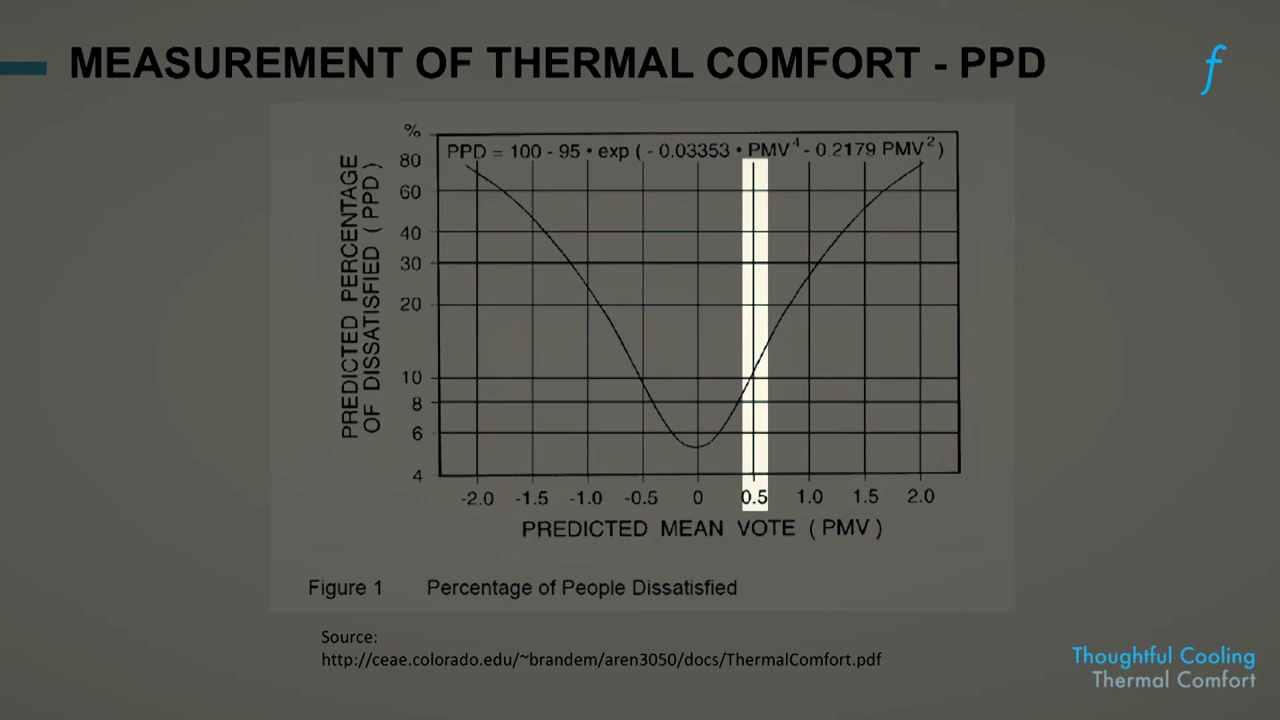 MEASUREMENT OF THERMAL COMFORT - PPD
f
%
PPD = 100 - 95 • exp ( - 0.03353 • PMV⁴ - 0.2179 PMV²)
PREDICTED PERCENTAGE
OF DISSATISFIED ( PPD )
80
60
40
30
20
10
8
6
4
-2.0 -1.5 -1.0 -0.5 0 0.5 1.0 1.5 2.0
PREDICTED MEAN VOTE ( PMV )
Figure 1 Percentage of People Dissatisfied
Source:
http://ceae.colorado.edu/~brandem/aren3050/docs/ThermalComfort.pdf
Thoughtful Cooling
Thermal Comfort